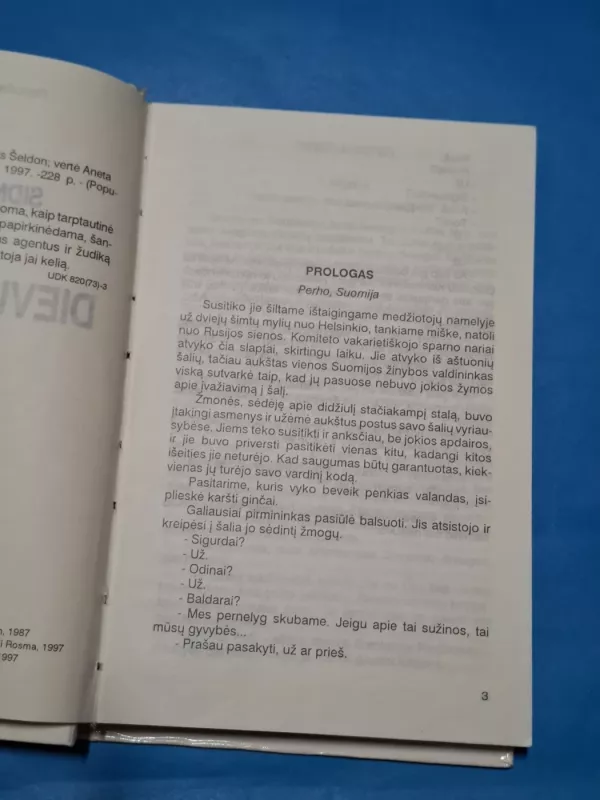 s Šeldon; vertė Aneta
1997. -228 p. - (Popu-
oma, kaip tarptautinė
papirkinėdama, šan-
ns agentus ir žudiką
toja jai kelią.
UDK 820(73)-3
SIDN
DIEVŲ
, 1987
i Rosma, 1997
1997
PROLOGAS
Perho, Suomija
Susitiko jie šiltame ištaigingame medžiotojų namelyje
už dviejų šimtų mylių nuo Helsinkio, tankiame miške, netoli
nuo Rusijos sienos. Komiteto vakarietiškojo sparno nariai
atvyko čia slaptai, skirtingu laiku. Jie atvyko iš aštuonių
šalių, tačiau aukštas vienos Suomijos žinybos valdininkas
viską sutvarkė taip, kad jų pasuose nebuvo jokios žymos
apie įvažiavimą į šalį.
Žmonės, sėdėję apie didžiulį stačiakampį stalą, buvo
įtakingi asmenys ir užėmė aukštus postus savo šalių vyriau-
sybėse. Jiems teko susitikti ir anksčiau, be jokios apdairos,
ir jie buvo priversti pasitikėti vienas kitu, kadangi kitos
išeities jie neturėjo. Kad saugumas būtų garantuotas, kiek-
vienas jų turėjo savo vardinį kodą.
Pasitarime, kuris vyko beveik penkias valandas, įsi-
plieskė karšti ginčai.
Galiausiai pirmininkas pasiūlė balsuoti. Jis atsistojo ir
kreipėsi į šalia jo sėdintį žmogų.
- Sigurdai?
- Už.
- Odinai?
- Už.
- Baldarai?
- Mes pernelyg skubame. Jeigu apie tai sužinos, tai
mūsų gyvybės...
- Prašau pasakyti, už ar prieš.
3